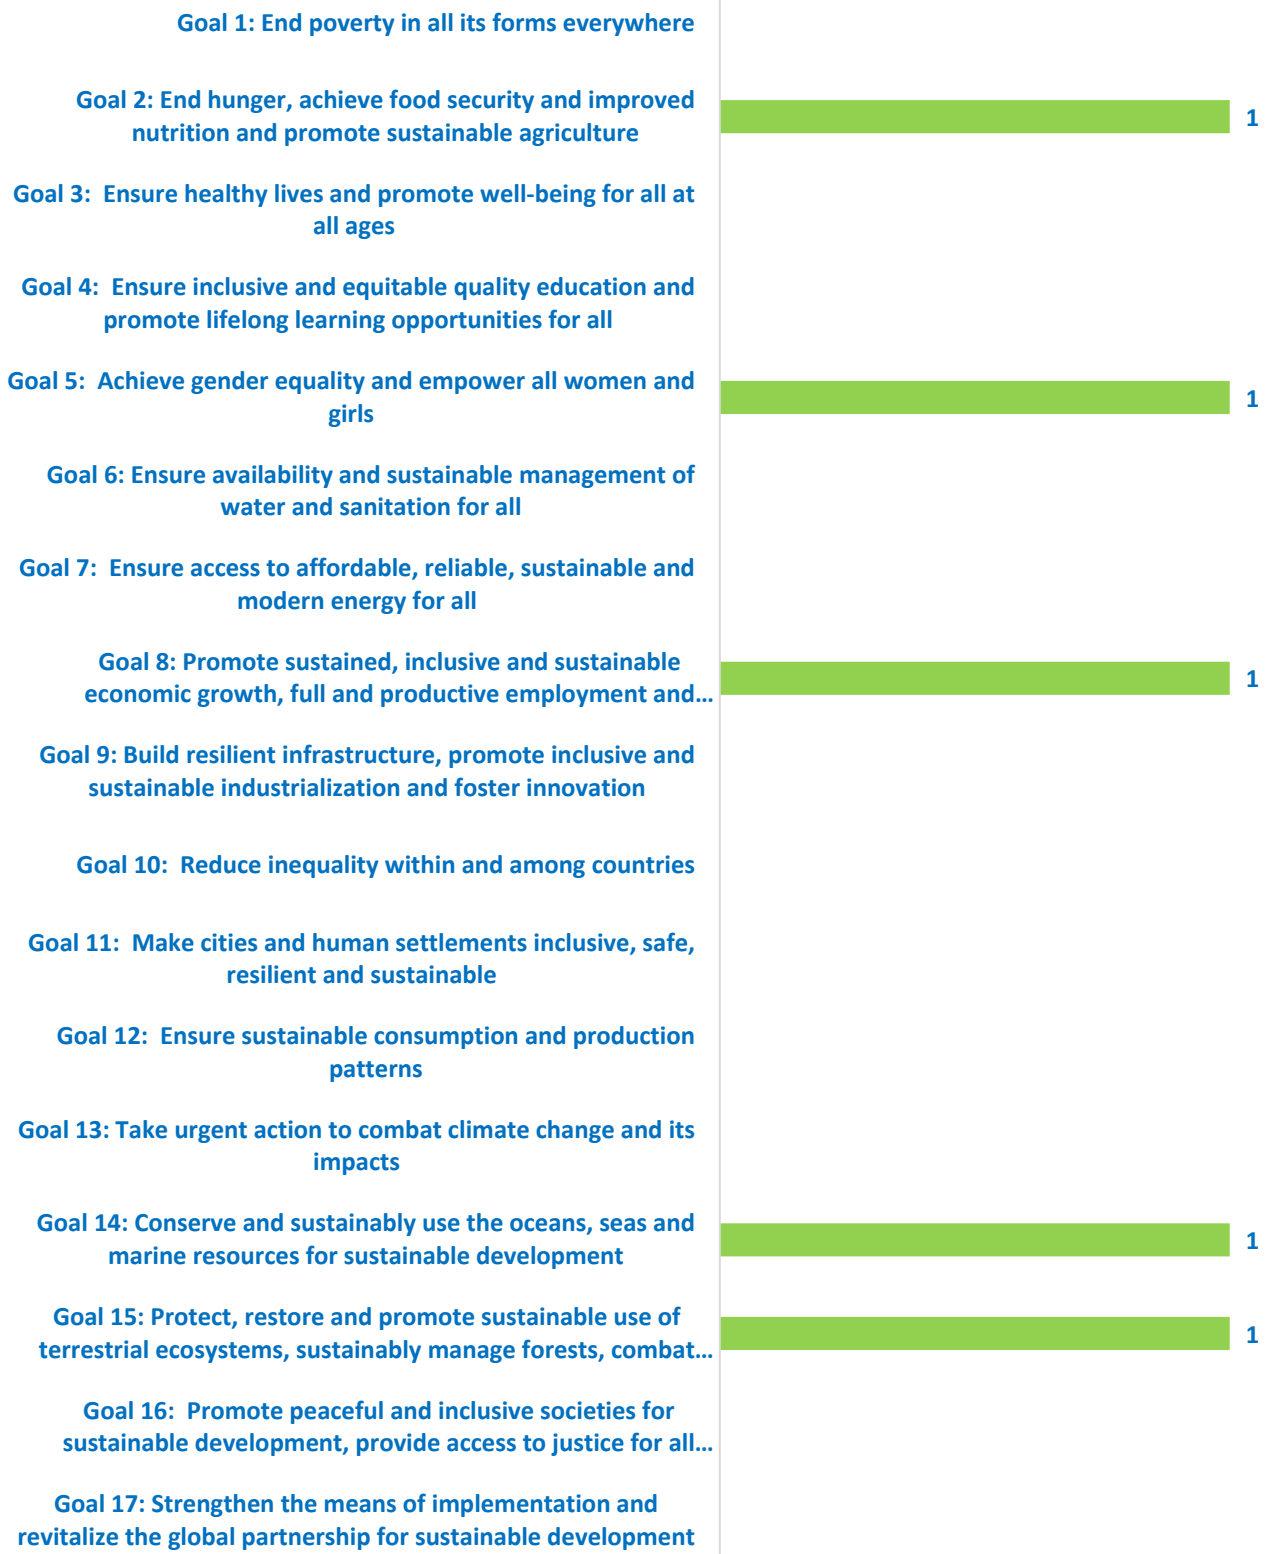 Goal 1: End poverty in all its forms everywhere
Goal 2: End hunger, achieve food security and improved
nutrition and promote sustainable agriculture
1
Goal 3:  Ensure healthy lives and promote well-being for all at
all ages
Goal 4:  Ensure inclusive and equitable quality education and
promote lifelong learning opportunities for all
Goal 5:  Achieve gender equality and empower all women and
girls
1
Goal 6: Ensure availability and sustainable management of
water and sanitation for all
Goal 7:  Ensure access to affordable, reliable, sustainable and
modern energy for all
Goal 8: Promote sustained, inclusive and sustainable
economic growth, full and productive employment and…
1
Goal 9: Build resilient infrastructure, promote inclusive and
sustainable industrialization and foster innovation
Goal 10:  Reduce inequality within and among countries
Goal 11:  Make cities and human settlements inclusive, safe,
resilient and sustainable
Goal 12:  Ensure sustainable consumption and production
patterns
Goal 13: Take urgent action to combat climate change and its
impacts
Goal 14: Conserve and sustainably use the oceans, seas and
marine resources for sustainable development
1
Goal 15: Protect, restore and promote sustainable use of
terrestrial ecosystems, sustainably manage forests, combat…
1
Goal 16:  Promote peaceful and inclusive societies for
sustainable development, provide access to justice for all…
Goal 17: Strengthen the means of implementation and
revitalize the global partnership for sustainable development